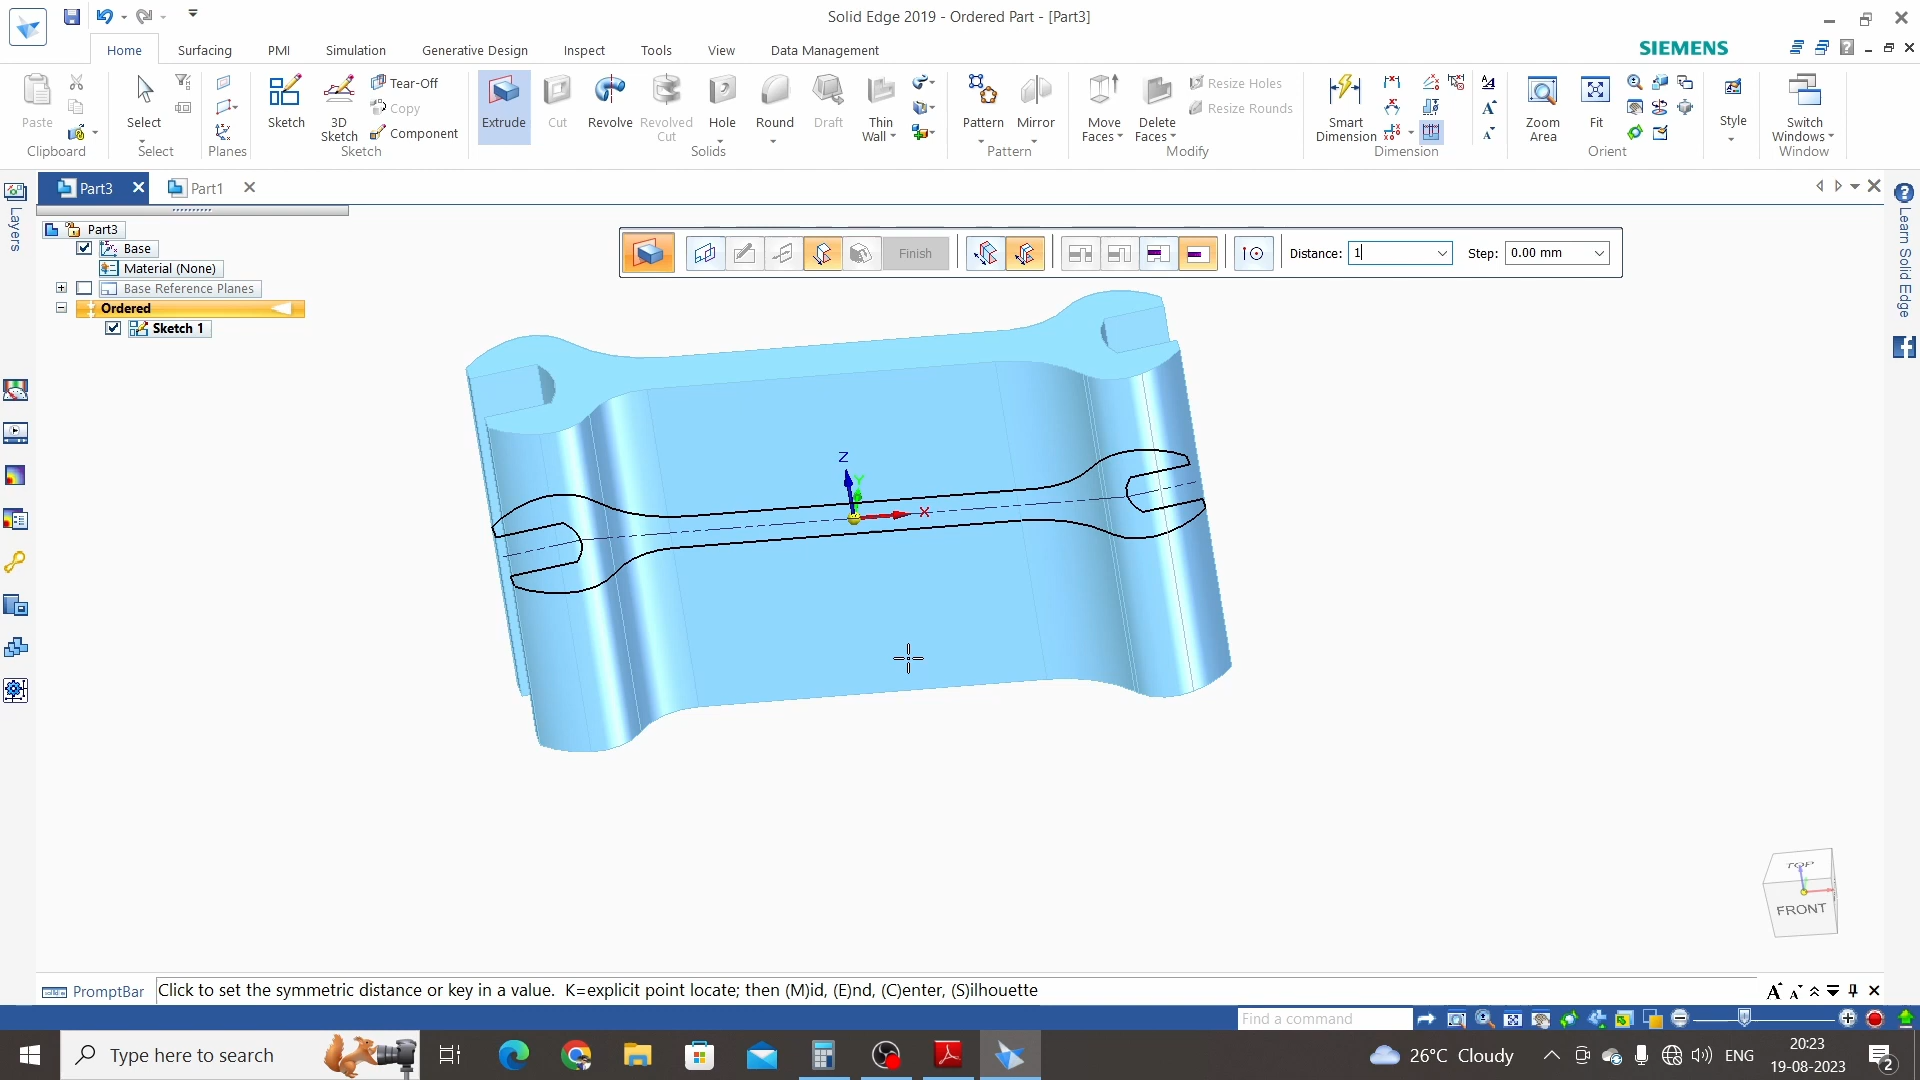 Solid Edge 2019 - Ordered Part - [Part3]
Home
Surfacing
PMI
Simulation
Generative Design
Inspect
Tools
View
Data Management
SIEMENS
Paste
Clipboard
Select
Select
Planes
Sketch
3D
Sketch
Tear-Off
Copy
Component
Sketch
Extrude
Cut
Revolve
Revolved
Cut
Hole
Round
Draft
Thin
Wall
Solids
Pattern
Mirror
Pattern
Move
Faces
Delete
Faces
Resize Holes
Resize Rounds
Modify
Smart
Dimension
Dimension
Zoom
Area
Fit
Orient
Style
Switch
Windows
Window
Part3
Part1
Layers
Learn Solid Edge
Part3
Base
Material (None)
Base Reference Planes
Ordered
Sketch 1
Finish
Distance: 1
Step: 0.00 mm
Z
Y
X
TOP
FRONT
PromptBar
Click to set the symmetric distance or key in a value. K=explicit point locate; then (M)id, (E)nd, (C)enter, (S)ilhouette
Find a command
Type here to search
26°C Cloudy
ENG
20:23
19-08-2023
2